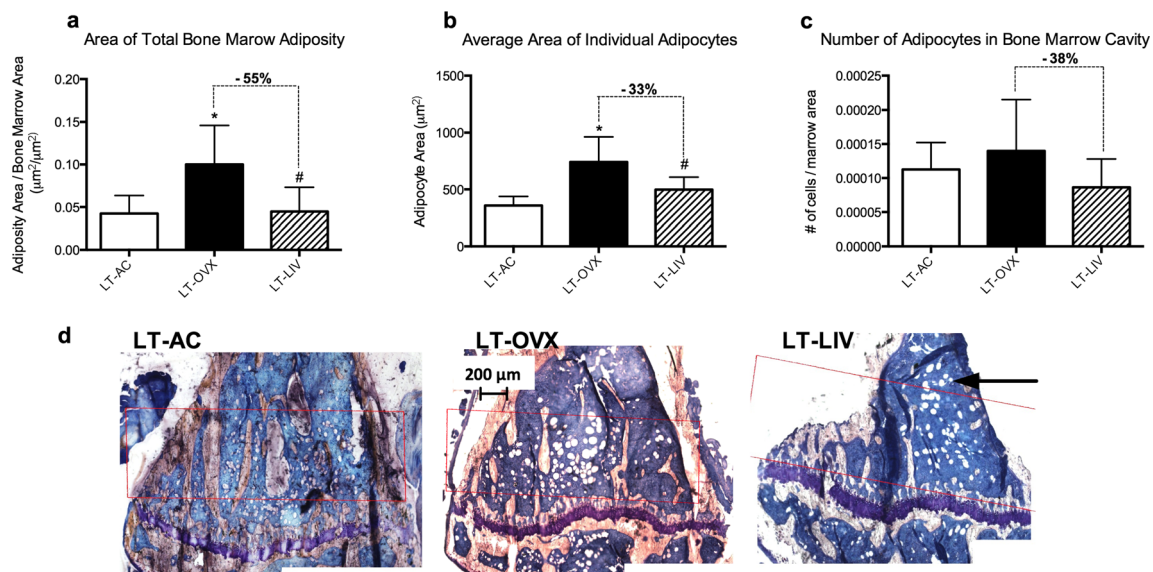 a
Area of Total Bone Marow Adiposity
Adiposity Area / Bone Marrow Area
(μm²/μm²)
0.20
0.15
0.10
0.05
0.00
- 55%
*
#
LT-AC
LT-OVX
LT-LIV
b
Average Area of Individual Adipocytes
Adipocyte Area (μm²)
1500
1000
500
0
- 33%
*
#
LT-AC
LT-OVX
LT-LIV
c
Number of Adipocytes in Bone Marrow Cavity
# of cells / marrow area
0.00025
0.00020
0.00015
0.00010
0.00005
0.00000
- 38%
LT-AC
LT-OVX
LT-LIV
d
LT-AC
LT-OVX
200 μm
LT-LIV